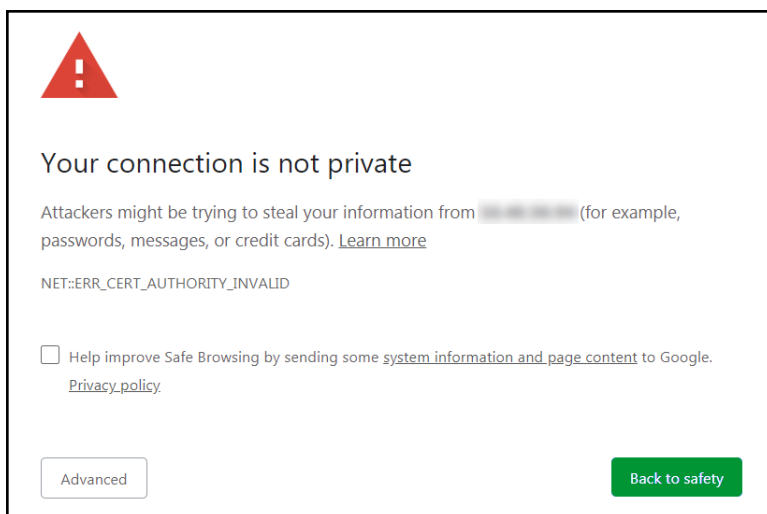 Your connection is not private
Attackers might be trying to steal your information from (for example,
passwords, messages, or credit cards). Learn more
NET::ERR_CERT_AUTHORITY_INVALID
Help improve Safe Browsing by sending some system information and page content to Google.
Privacy policy
Advanced
Back to safety